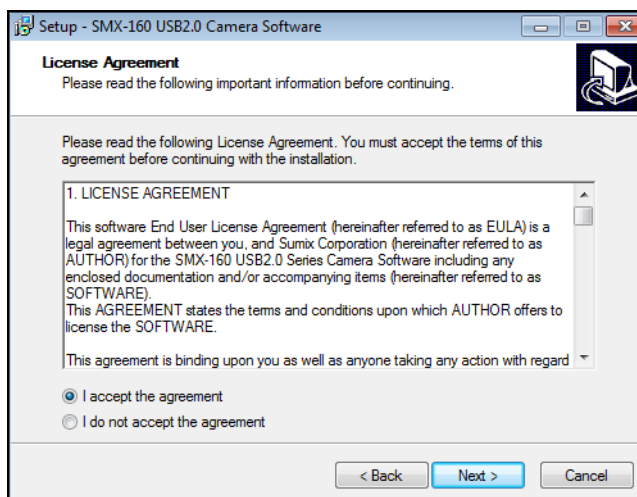 Setup - SMX-160 USB2.0 Camera Software
License Agreement
Please read the following important information before continuing.
Please read the following License Agreement. You must accept the terms of this
agreement before continuing with the installation.
1. LICENSE AGREEMENT
This software End User License Agreement (hereinafter referred to as EULA) is a
legal agreement between you, and Sumix Corporation (hereinafter referred to as
AUTHOR) for the SMX-160 USB2.0 Series Camera Software including any
enclosed documentation and/or accompanying items (hereinafter referred to as
SOFTWARE).
This AGREEMENT states the terms and conditions upon which AUTHOR offers to
license the SOFTWARE.
This agreement is binding upon you as well as anyone taking any action with regard
I accept the agreement
I do not accept the agreement
< Back
Next >
Cancel